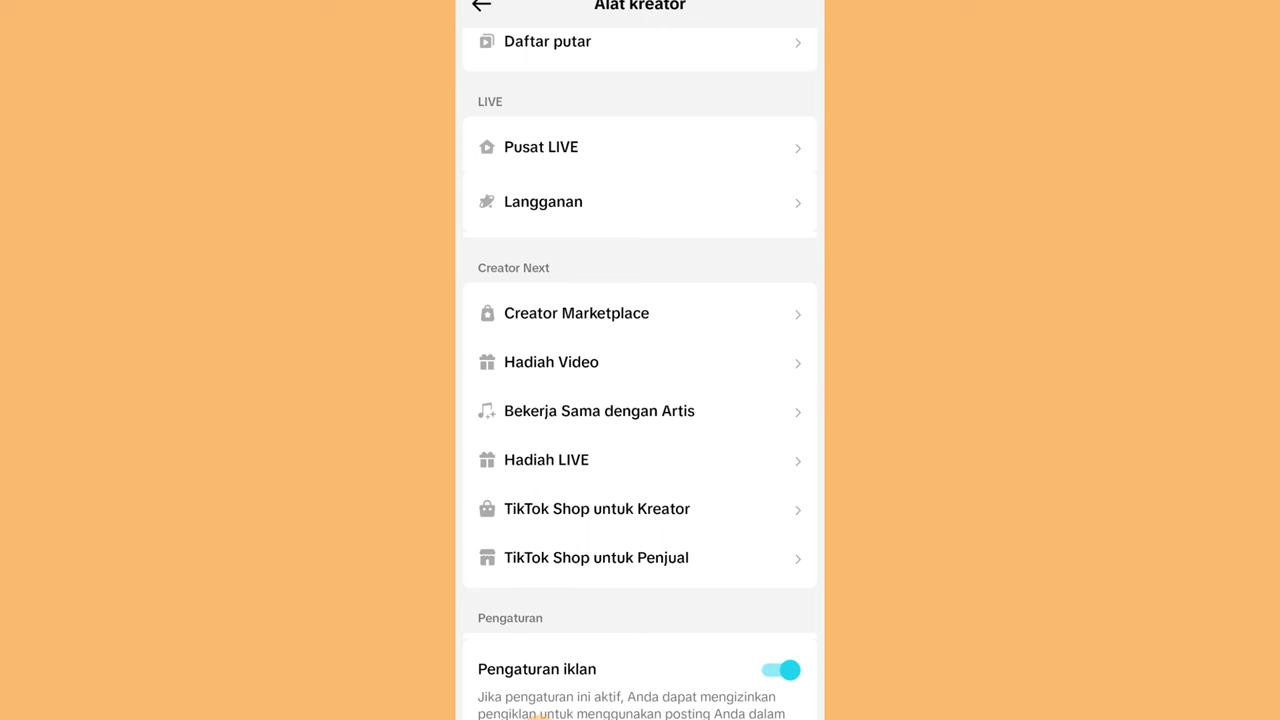 Alat kreator
Daftar putar
LIVE
Pusat LIVE
Langganan
Creator Next
Creator Marketplace
Hadiah Video
Bekerja Sama dengan Artis
Hadiah LIVE
TikTok Shop untuk Kreator
TikTok Shop untuk Penjual
Pengaturan
Pengaturan iklan
Jika pengaturan ini aktif, Anda dapat mengizinkan
pengiklan untuk menggunakan posting Anda dalam